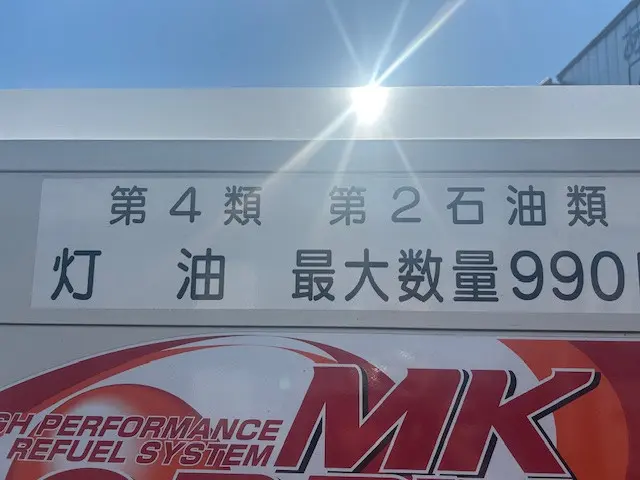 第4類 第2石油類
灯 油 最大数量990
PERFORMANCE
REFUEL SYSTEM
MK